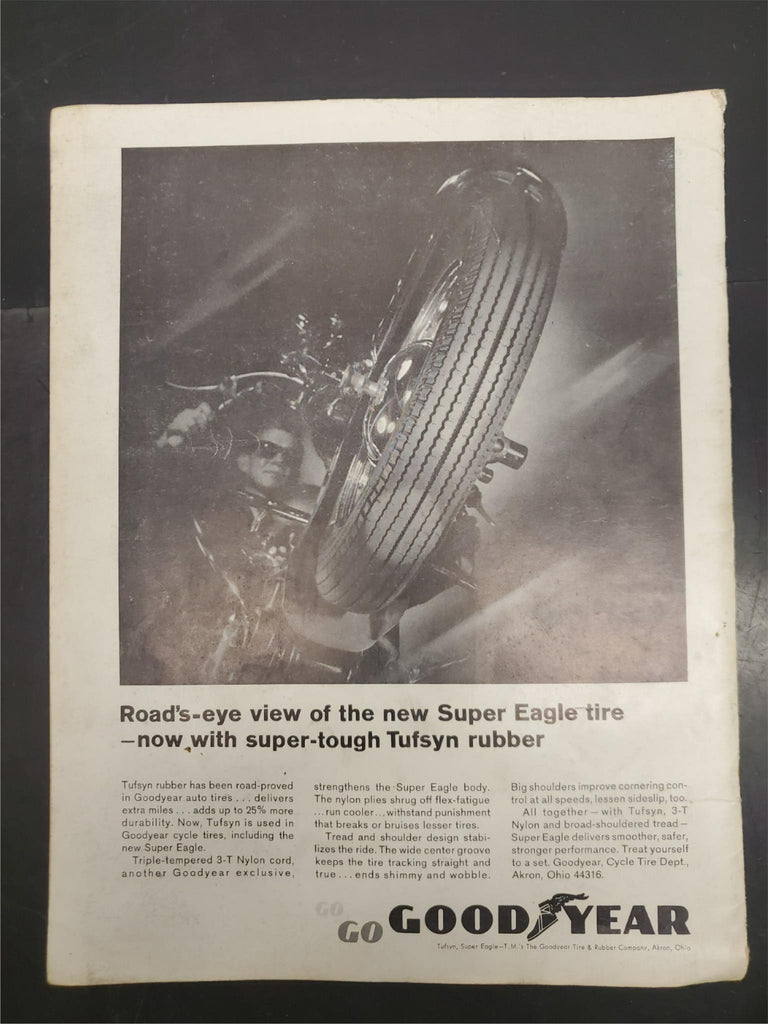 Road's-eye view of the new Super Eagle tire
—now with super-tough Tufsyn rubber
Tufsyn rubber has been road-proved
in Goodyear auto tires . . . delivers
extra miles . . . adds up to 25% more
durability. Now, Tufsyn is used in
Goodyear cycle tires, including the
new Super Eagle.
Triple-tempered 3-T Nylon cord,
another Goodyear exclusive,
strengthens the Super Eagle body.
The nylon plies shrug off flex-fatigue
...run cooler...withstand punishment
that breaks or bruises lesser tires.
Tread and shoulder design stabi-
lizes the ride. The wide center groove
keeps the tire tracking straight and
true...ends shimmy and wobble.
Big shoulders improve cornering con-
trol at all speeds, lessen sideslip, too.
All together—with Tufsyn, 3-T
Nylon and broad-shouldered tread—
Super Eagle delivers smoother, safer,
stronger performance. Treat yourself
to a set. Goodyear, Cycle Tire Dept.,
Akron, Ohio 44316.
GO
GO GOODYEAR
Tufsyn, Super Eagle—T.M.'s The Goodyear Tire & Rubber Company, Akron, Ohio